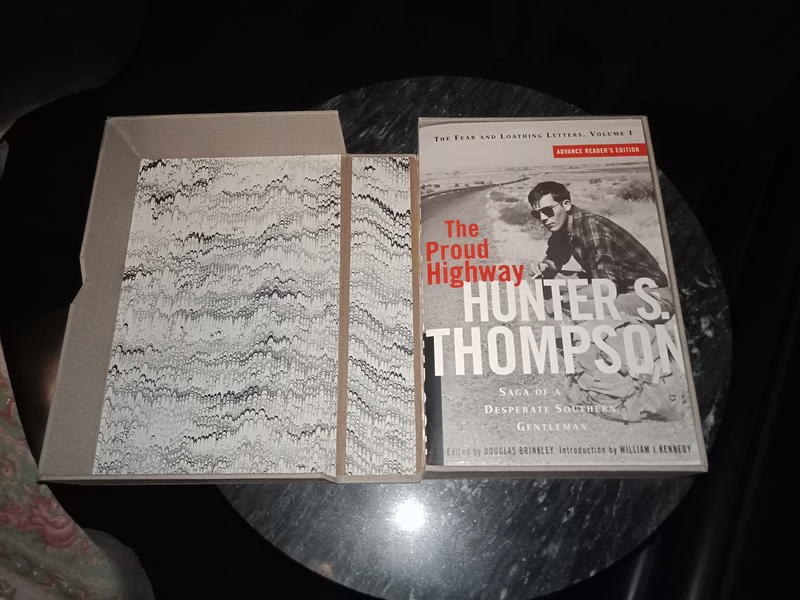 THE FEAR AND LOATHING LETTERS, VOLUME I
ADVANCE READER'S EDITION
The
Proud
Highway
HUNTER S.
THOMPSON
SAGA OF A
DESPERATE SOUTHERN
GENTLEMAN
Edited by DOUGLAS BRINKLEY Introduction by WILLIAM J. KENNEDY